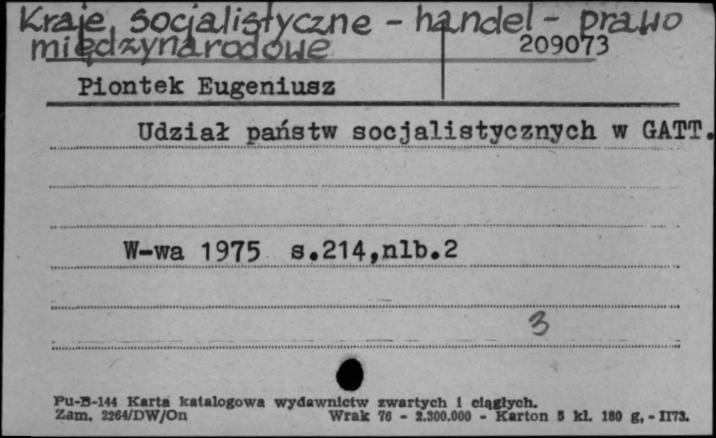 Kraje socjalistyczne - handel - prawo
międzynarodowe
209073
Piontek Eugeniusz
Udział państw socjalistycznych w GATT.
W-wa 1975 s.214,nlb.2
3
Pu-B-144 Karta katalogowa wydawnictw zwartych i ciągłych.
Zam. 2264/DW/On Wrak 76 - 2.300.000 - Karton 5 kl. 180 g. - II73.